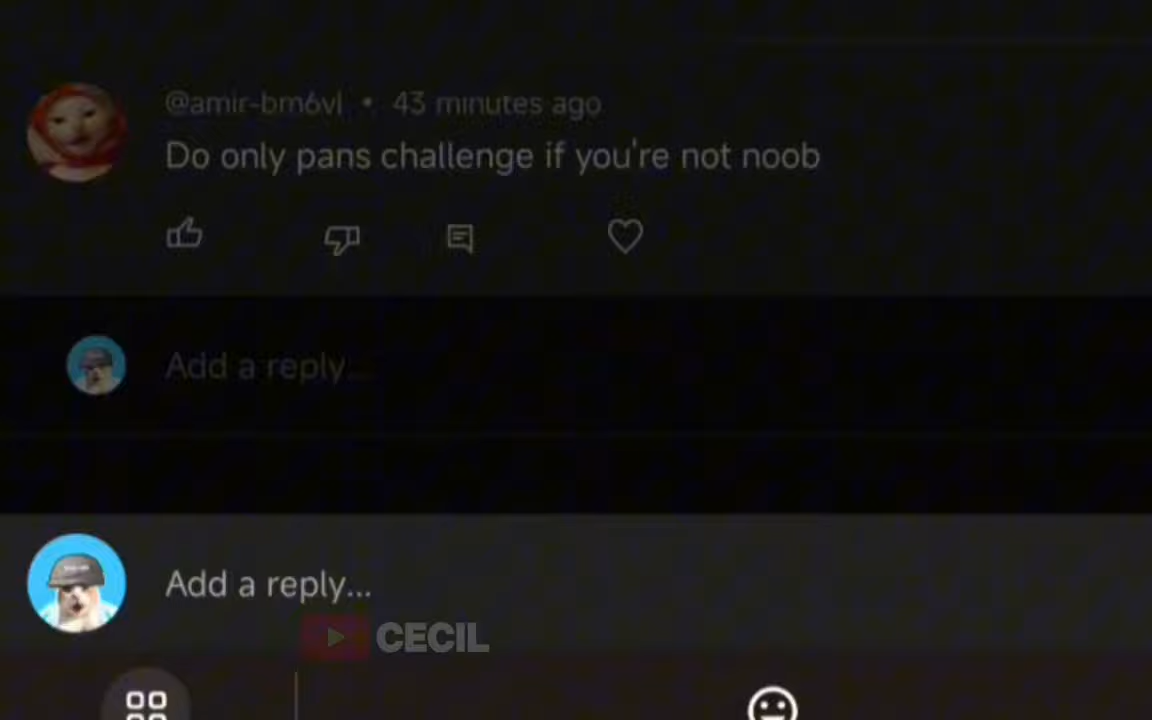 @amir-bm6vl • 43 minutes ago
Do only pans challenge if you're not noob
Add a reply...
Add a reply...
CECIL